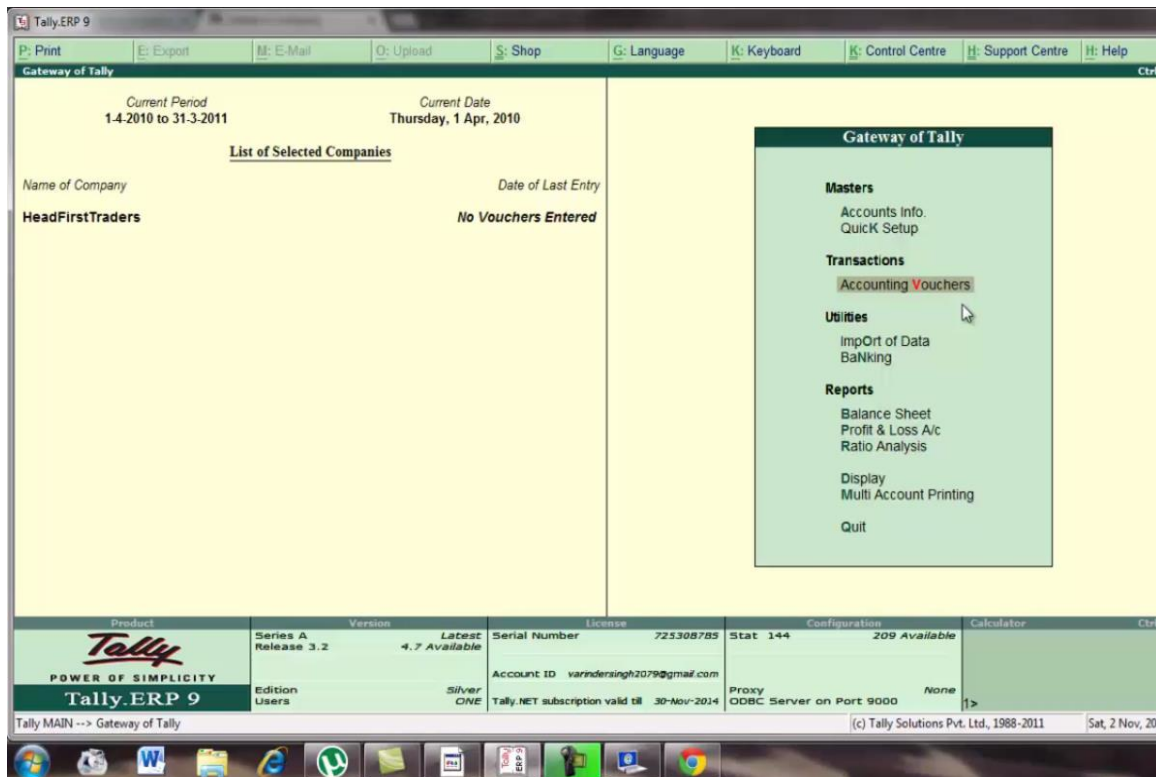 Tally.ERP 9
P: Print E: Export M: E-Mail O: Upload S: Shop G: Language K: Keyboard K: Control Centre H: Support Centre H: Help
Gateway of Tally Ctrl
Current Period Current Date
1-4-2010 to 31-3-2011 Thursday, 1 Apr, 2010
List of Selected Companies
Name of Company Date of Last Entry
HeadFirstTraders No Vouchers Entered
Gateway of Tally
Masters
Accounts Info.
QuicK Setup
Transactions
Accounting Vouchers
Utilities
ImpOrt of Data
BaNking
Reports
Balance Sheet
Profit & Loss A/c
Ratio Analysis
Display
Multi Account Printing
Quit
Product Version License Configuration Calculator Ctrl
Tally
POWER OF SIMPLICITY
Tally.ERP 9
Series A Latest
Release 3.2 4.7 Available
Edition Silver
Users ONE
Serial Number 725308785
Account ID varindersingh2079@gmail.com
Tally.NET subscription valid till 30-Nov-2014
Stat 144 209 Available
Proxy None
ODBC Server on Port 9000
1>
Tally MAIN --> Gateway of Tally (c) Tally Solutions Pvt. Ltd., 1988-2011 Sat, 2 Nov, 20